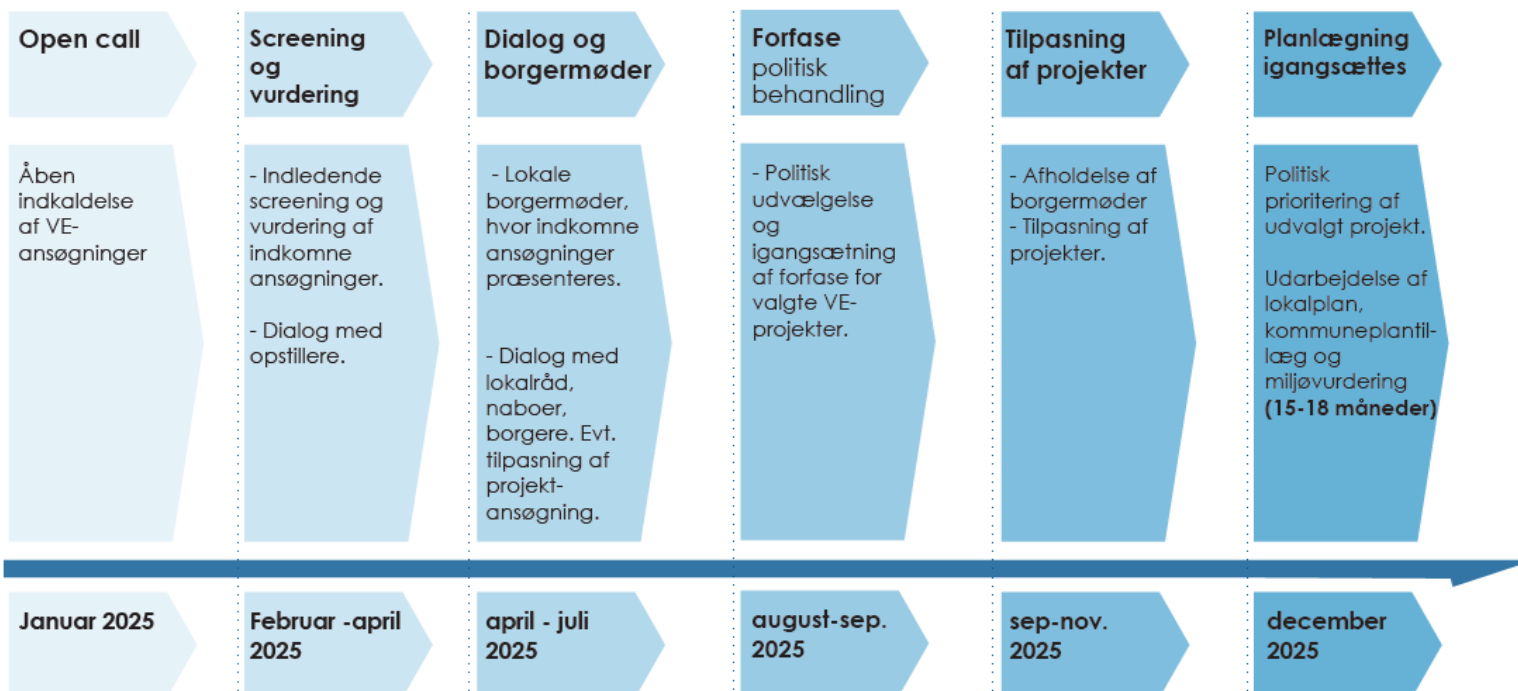 Open call
Screening
og
vurdering
Dialog og
borgermøder
Forfase
politisk
behandling
Tilpasning
af projekter
Planlægning
igangsættes
Åben
indkaldelse
af VE-
ansøgninger
- Indledende
screening og
vurdering af
indkomne
ansøgninger.
- Dialog med
opstillere.
- Lokale
borgermøder,
hvor indkomne
ansøgninger
præsenteres.
- Dialog med
lokalråd,
naboer,
borgere. Evt.
tilpasning af
projekt-
ansøgning.
- Politisk
udvælgelse
og
igangsætning
af forfase for
valgte VE-
projekter.
- Afholdelse af
borgermøder
- Tilpasning af
projekter.
Politisk
prioritering af
udvalgt projekt.
Udarbejdelse af
lokalplan,
kommuneplantil-
læg og
miljøvurdering
(15-18 måneder)
Januar 2025
Februar -april
2025
april - juli
2025
august-sep.
2025
sep-nov.
2025
december
2025